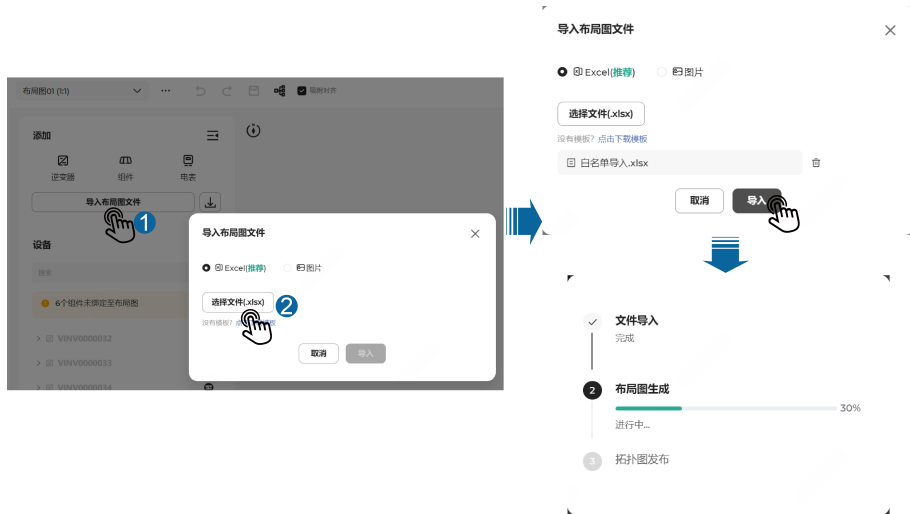 布局图01 (1:1)
吸附对齐
添加
逆变器
组件
电表
导入布局图文件
1
设备
搜索
6个组件未绑定至布局图
VINV0000032
VINV0000033
VINV0000034
导入布局图文件
Excel(推荐)
图片
选择文件(.xlsx)
2
没有模板?
取消
导入
导入布局图文件
Excel(推荐)
图片
选择文件(.xlsx)
没有模板? 点击下载模板
白名单导入.xlsx
取消
导入
文件导入
完成
2
布局图生成
30%
进行中...
3
拓扑图发布